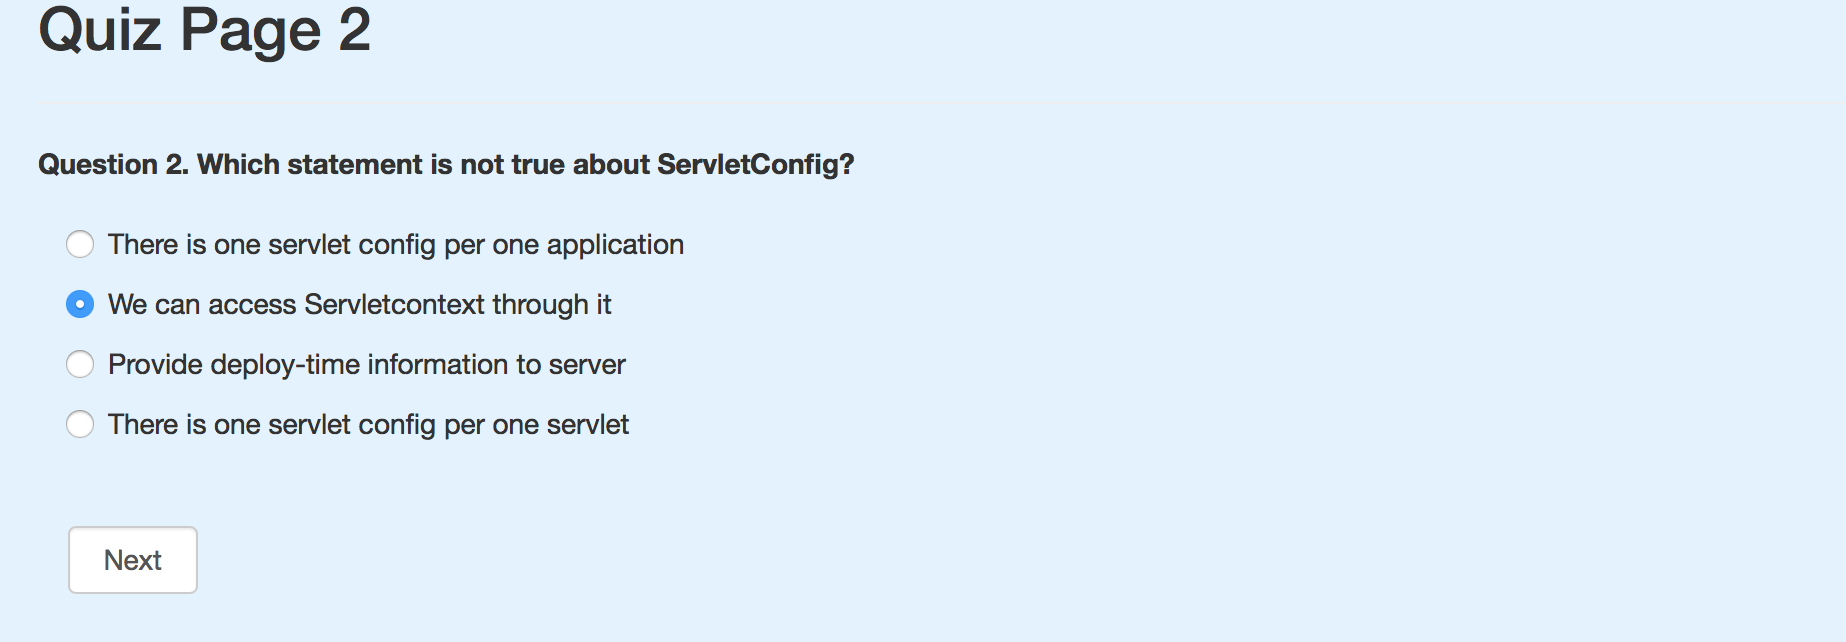 Quiz Page 2
Question 2. Which statement is not true about ServletConfig?
There is one servlet config per one application
We can access Servletcontext through it
Provide deploy-time information to server
There is one servlet config per one servlet
Next